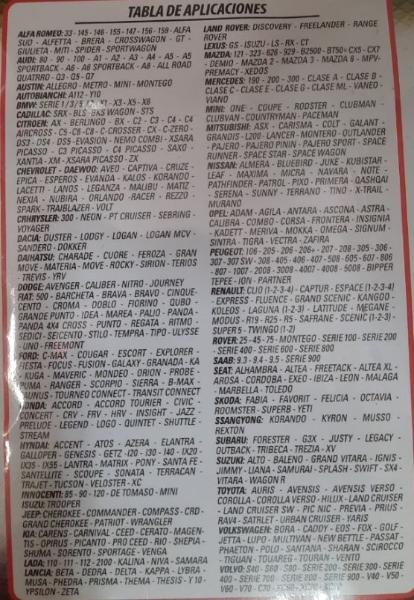 TABLA DE APLICACIONES
ALFA ROMEO: 33 - 145 - 146 - 155 - 147 - 156 - 159 - ALFA
SUD - ALFETTA - BRERA - CROSSWAGON - GT -
GIULIETA - MITI - SPIDER - SPORTWAGON
AUDI: 80 - 90 - 100 - A1 - A2 - A3 - A4 - A5 - A5
SPORTBACK - A6 - A6 SPORTBACK - A8 - ALL ROAD
QUATRRO - Q3 - Q5 - Q7
AUSTIN: ALLEGRO - METRO - MINI - MONTEGO
AUTOBIANCHI: A112 - Y10
BMW: SERIE 1 / 3 / 5 - X1 - X3 - X5 - X6
CADILLAC: SRX - BLS - XWAGON - STS
CITROEN: AX - BERLINGO - BX - C2 - C3 - C4 - C4
AIRCROSS - C5 - C6 - C8 - C-CROSSER - CX - C-ZERO -
DS3 - DS4 - DS5 - EVASION - NEMO COMBI - XSARA
PICASSO - C3 PICASSO - C4 PICASSO - SAXO -
XANTIA - XM - XSARA PICASSO - ZX
CHEVROLET - DAEWOO: AVEO - CAPTIVA - CRUZE -
EPICA - ESPEROS - EVANDA - KALOS - KORANDO -
LACETTI - LANOS - LEGANZA - MALIBU - MATIZ -
NEXIA - NUBIRA - ORLANDO - RACER - REZZO -
SPARK - TRAILBLAZER - VOLT
CHRYSLER: 300 - NEON - PT CRUISER - SEBRING -
VOYAGER
DACIA: DUSTER - LODGY - LOGAN - LOGAN MCV -
SANDERO - DOKKER
DAIHATSU: CHARADE - CUORE - FEROZA - GRAN
MOVE - MATERIA - MOVE - ROCKY - SIRION - TERIOS
- TREVIS - YRV
DODGE: AVENGER - CALIBER - NITRO - JOURNEY
FIAT: 500 - BARCHETA - BRAVA - BRAVO - CINQUE-
CENTO - CROMA - DOBLO - FIORINO - QUBO -
GRANDE PUNTO - IDEA - MAREA - PALIO - PANDA -
PANDA 4X4 CROSS - PUNTO - REGATA - RITMO -
SEDICI - SEICENTO - STILO - TEMPRA - TIPO - ULYSSE
UNO - FREEMONT
FORD: C-MAX - COUGAR - ESCORT - EXPLORER -
FIESTA - FOCUS - FUSION - GALAXY - GRANADA - KA
- KUGA - MAVERIC - MONDEO - ORION - PROBE -
PUMA - RANGER - SCORPIO - SIERRA - B-MAX -
TAUNUS - TOURNEO CONNECT - TRANSIT CONNECT
HONDA: ACCORD - ACCORD TOURER - CIVIC -
CONCERT - CRV - FRV - HRV - INSIGHT - JAZZ -
PRELUDE - LEGEND - LOGO - QUINTET - SHUTTLE -
STREAM
HYNDAI: ACCENT - ATOS - AZERA - ELANTRA -
GALLOPER - GENESIS - GETZ - I20 - I30 - I40 - IX20 -
IX35 - IX55 - LANTRA - MATRIX - PONY - SANTA FE -
SANTELLITE - SCOUPE - SONATA - TERRACAN -
TRAJET - TUCSON - VELOSTER - XC
INNOCENTI: 85 - 90 - 120 - DE TOMASO - MINI
ISUZU: TROOPER
JEEP: CHEROKEE - COMMANDER - COMPASS - CRD -
GRAND CHEROKEE - PATRIOT - WRANGLER
KIA: CARENS - CARNIVAL - CEED - CERATO - MAGEN-
TIS - OPIRUS - PICANTO - PRO CEED - RIO - SHEPIA -
SHUMA - SORENTO - SPORTAGE - VENGA
LADA: 110 - 111 - 112 - 2100 - KALINA - NIVA - SAMARA
LANCIA: BETA - DEDRA - DELTA - KAPPA - LYBRA -
MUSA - PHEDRA - PRISMA - THEMA - THESIS - Y10 -
YPSILON - ZETA
LAND ROVER: DISCOVERY - FREELANDER - RANGE
ROVER
LEXUS: GS - ISUZU - LS - RX - CT
MAZDA: 121 - 323 - 626 - 929 - B2500 - BT50 - CX5 - CX7
- DEMIO - MAZDA 2 - MAZDA 3 - MAZDA 6 - MPV-
PREMACY - XEDOS
MERCEDES: 190 - 200 - 300 - CLASE A - CLASE B -
CLASE C - CLASE E - CLASE G - CLASE ML - VANEO -
VIANO
MINI: ONE - COUPE - RODSTER - CLUBMAN -
CLUBVAN - COUNTRYMAN - PACEMAN
MITSUBISHI: ASX - CARISMA - COLT - GALANT -
GRANDIS - L200 - LANCER - MONTERO - OUTLANDER
- PAJERO - PAJERO PININ - PAJERO SPORT - SPACE
RUNNER - SPACE STAR - SPACE WAGON
NISSAN: ALMERA - BLUEBIRD - JUKE - KUBISTAR -
LEAF - MAXIMA - MICRA - NAVARA - NOTE -
PATHFINDER - PATROL - PIXO - PRIMERA - QASHQAI
- SERENA - SUNNY - TERRANO - TIINO - X-TRAIL -
MURANO
OPEL: ADAM - AGILA - ANTARA - ASCONA - ASTRA -
CALIBRA - COMBO - CORSA - FRONTERA - INSIGNIA
- KADETT - MERIVA - MOKKA - OMEGA - SIGNUM -
SINTRA - TIGRA - VECTRA - ZAFIRA
PEUGEOT: 106 - 205 - 206 - 206+ - 207 - 208 - 305 - 306 -
307 - 307 SW - 308 - 405 - 406 - 407 - 508 - 605 - 607 - 806
- 807 - 1007 - 2008 - 3008 - 4007 - 4008 - 5008 - BIPPER
TEPEE - ION - PARTNER
RENAULT: CLIO (1-2-3-4) - CAPTUR - ESPACE (1-2-3-4)
- EXPRESS - FLUENCE - GRAND SCENIC - KANGOO -
KOLEOS - LAGUNA (1-2-3) - LATITUDE - MEGANE -
MODUS - R19 - R25 - R5 - SAFRANE - SCENIC (1-2-3) -
SUPER 5 - TWINGO (1-2)
ROVER: 25 - 45 - 75 - MONTEGO - SERIE 100 - SERIE 200
- SERIE 400 - SERIE 600 - SERIE 800
SAAB: 9.3 - 9.4 - 9.5 - SERIE 900
SEAT: ALHAMBRA - ALTEA - FREETACK - ALTEA XL -
AROSA - CORDOBA - EXEO - IBIZA - LEON - MALAGA
- MARBELLA - TOLEDO
SKODA: FABIA - FAVORIT - FELICIA - OCTAVIA -
ROOMSTER - SUPERB - YETI
SSANGYONG: KORANDO - KYRON - MUSSO -
REXTON
SUBARU: FORESTER - G3X - JUSTY - LEGACY -
OUTBACK - TRIBECA - TREZIA - XV
SUZUKI: ALTO - BALENO - GRAND VITARA - IGNIS -
JIMMY - LIANA - SAMURAI - SPLASH - SWIFT - SX4 -
VITARA - WAGON R
TOYOTA: AURIS - AVENSIS - AVENSIS VERSO -
COROLLA - COROLLA VERSO - HILUX - LAND CRUISER
- LAND CRUISER SW - PIC NIC - PREVIA - PRIUS -
RAV4 - SATLET - URBAN CRUISER - YARIS
VOLKSWAGEN: BORA - CADDY - EOS - FOX - GOLF -
JETTA - LUPO - MULTIVAN - NEW BETTLE - PASSAT -
PHAETON - POLO - SANTANA - SHARAN - SCIROCCO
- TIGUAN - TOUAREG - TOURAN - VENTO
VOLVO: S40 - S60 - S80 - SERIE 200 - SERIE 300 - SERIE
400 - SERIE 700 - SERIE 800 - SERIE 900 - V40 - V50 -
V60 - V70 - C70 - XC60 -